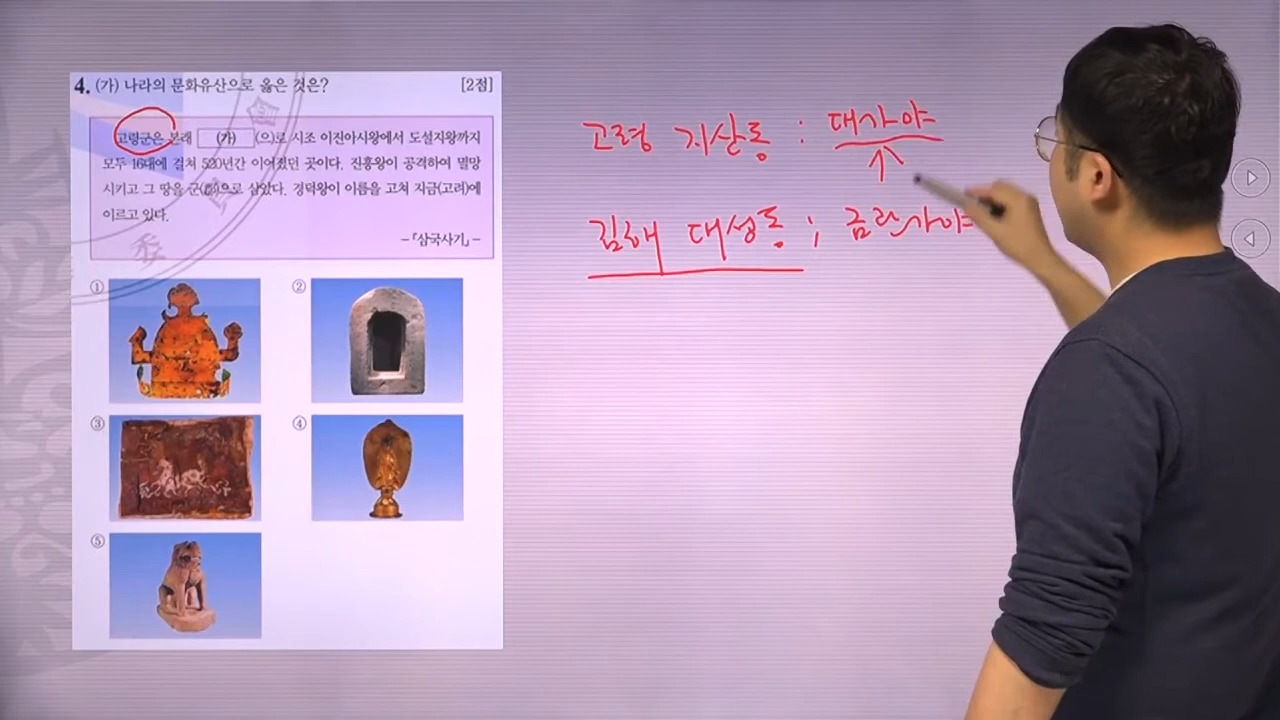 4. (가) 나라의 문화유산으로 옳은 것은? [2점]
고령군은 본래 (가) (으)로 시조 이진아시왕에서 도설지왕까지
모두 16대에 걸쳐 520년간 이어졌던 곳이다. 진흥왕이 공격하여 멸망
시키고 그 땅을 군(郡)으로 삼았다. 경덕왕이 이름을 고쳐 지금(고려)에
이르고 있다.
-『삼국사기』-
①
②
③
④
⑤
고령 지산동 : 대가야
김해 대성동 ; 금관가야